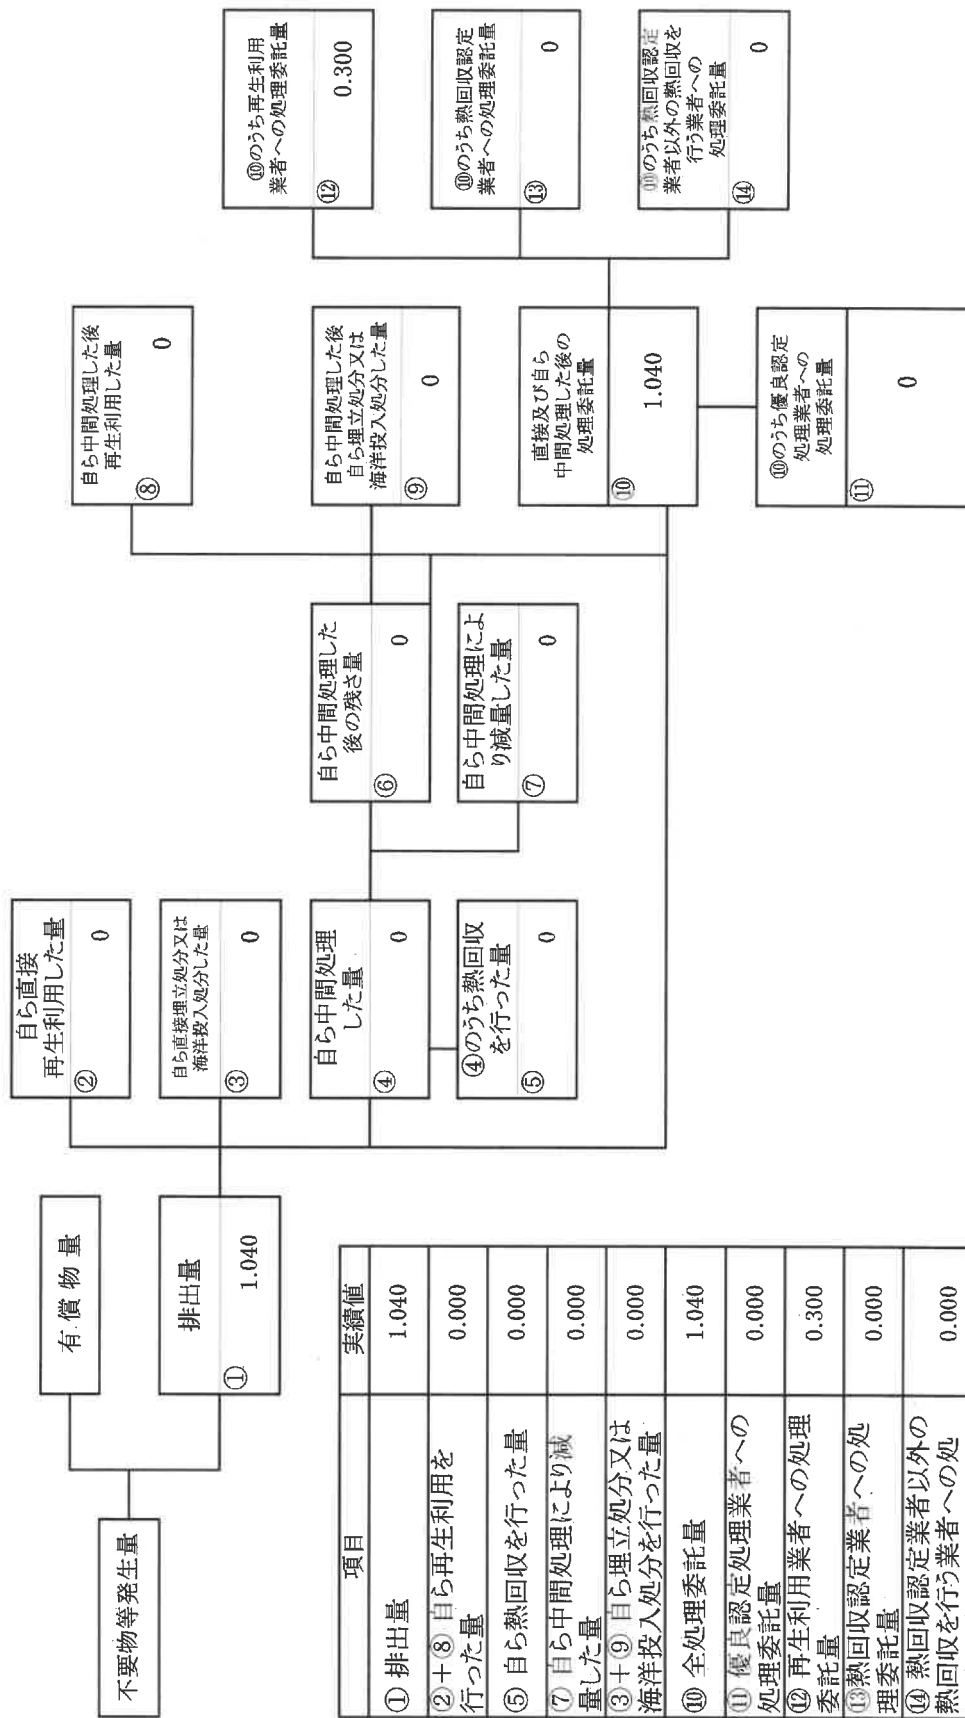 不要物等発生量
有償物量
排出量
①
1.040
自ら直接
再生利用した量
②
0
自ら直接埋立処分又は
海洋投入処分した量
③
0
自ら中間処理
した量
④
0
④のうち熱回収
を行った量
⑤
0
自ら中間処理した
後の残さ量
⑥
0
自ら中間処理によ
り減量した量
⑦
0
自ら中間処理した後
再生利用した量
⑧
0
自ら中間処理した後
自ら埋立処分又は
海洋投入処分した量
⑨
0
直接及び自ら
中間処理した後の
処理委託量
⑩
1.040
⑩のうち優良認定
処理業者への
処理委託量
⑪
0
⑩のうち再生利用
業者への処理委託量
⑫
0.300
⑩のうち熱回収認定
業者への処理委託量
⑬
0
⑩のうち熱回収認定
業者以外の熱回収を
行う業者への
処理委託量
⑭
0
項目 実績値
①排出量 1.040
②+⑧自ら再生利用を
行った量 0.000
⑤自ら熱回収を行った量 0.000
⑦自ら中間処理により減
量した量 0.000
③+⑨自ら埋立処分又は
海洋投入処分を行った量 0.000
⑩全処理委託量 1.040
⑪優良認定処理業者への
処理委託量 0.000
⑫再生利用業者への処理
委託量 0.300
⑬熱回収認定業者への処
理委託量 0.000
⑭熱回収認定業者以外の
熱回収を行う業者への処 0.000